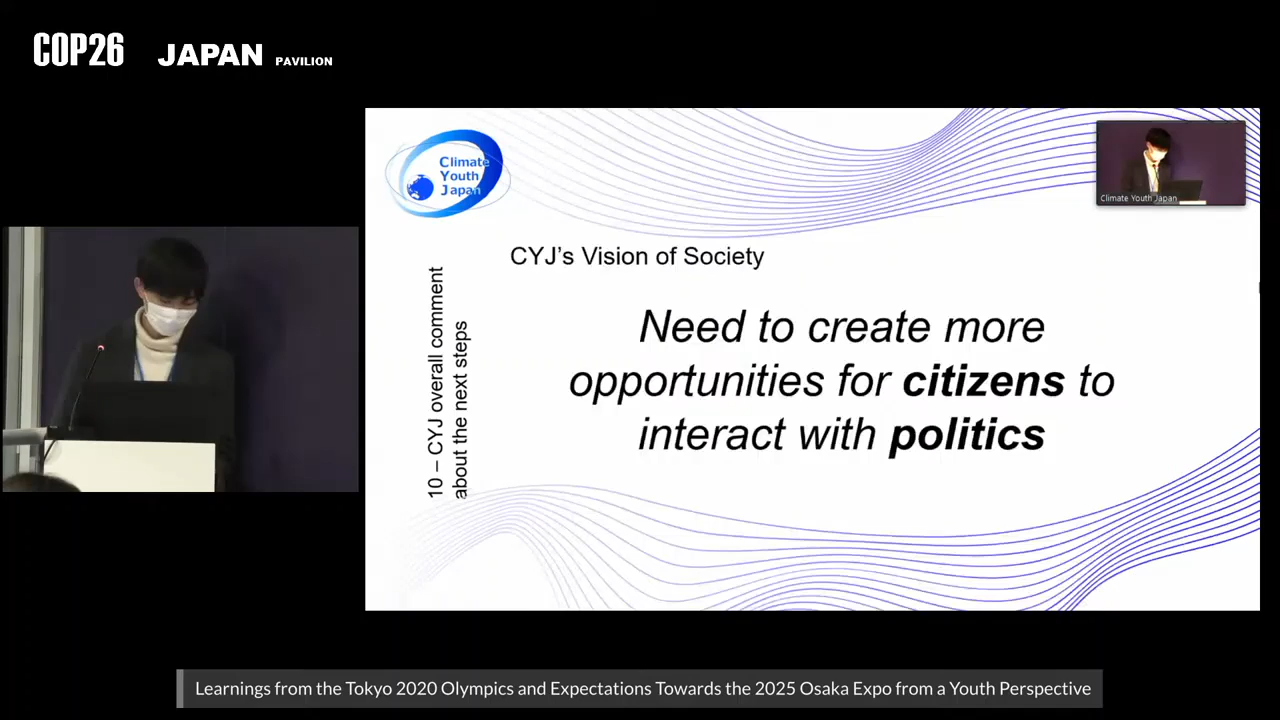 COP26 JAPAN PAVILION
Climate
Youth
Japan
Climate Youth Japan
CYJ's Vision of Society
10 – CYJ overall comment
about the next steps
Need to create more
opportunities for citizens to
interact with politics
Learnings from the Tokyo 2020 Olympics and Expectations Towards the 2025 Osaka Expo from a Youth Perspective